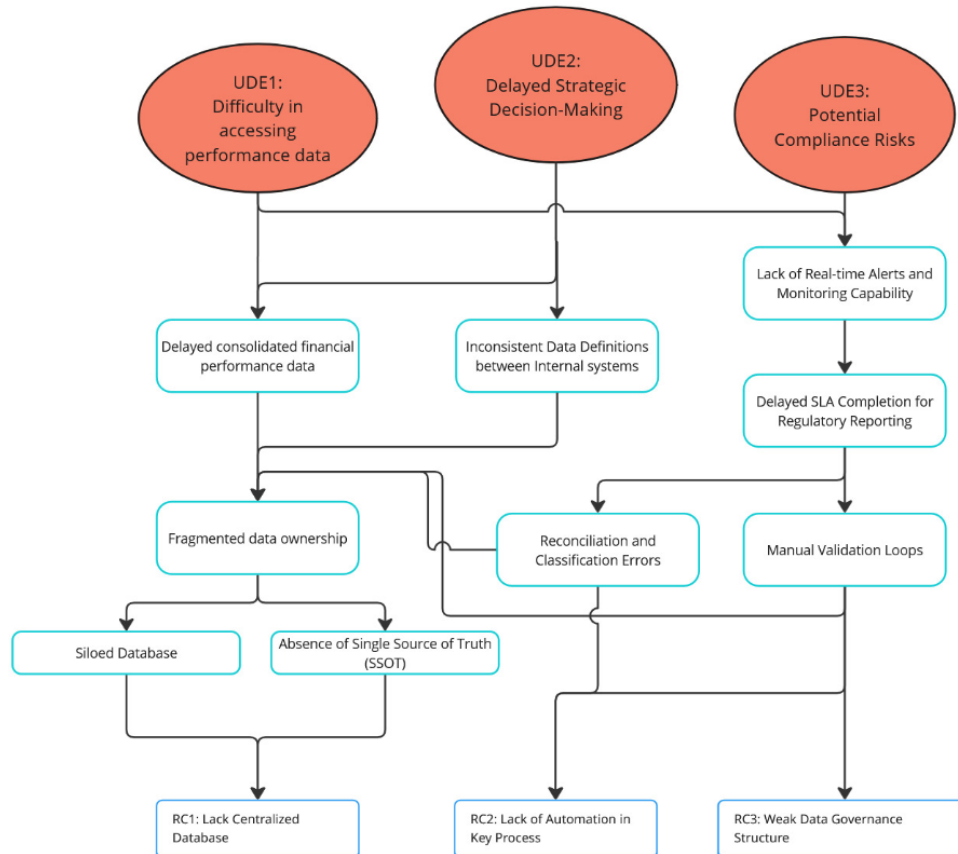 UDE1:
Difficulty in
accessing
performance data
UDE2:
Delayed Strategic
Decision-Making
UDE3:
Potential
Compliance Risks
Lack of Real-time Alerts and
Monitoring Capability
Delayed consolidated financial
performance data
Inconsistent Data Definitions
between Internal systems
Delayed SLA Completion for
Regulatory Reporting
Fragmented data ownership
Reconciliation and
Classification Errors
Manual Validation Loops
Siloed Database
Absence of Single Source of Truth
(SSOT)
RC1: Lack Centralized
Database
RC2: Lack of Automation in
Key Process
RC3: Weak Data Governance
Structure